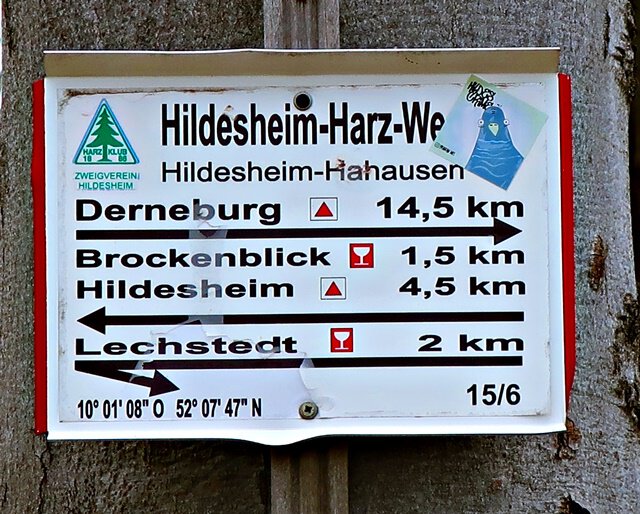 Hildesheim-Harz-We
Hildesheim-Hahausen
HARZ KLUB
18 86
ZWEIGVEREIN
HILDESHEIM
Derneburg 14,5 km
Brockenblick 1,5 km
Hildesheim 4,5 km
Lechstedt 2 km
10° 01' 08" O 52° 07' 47" N
15/6